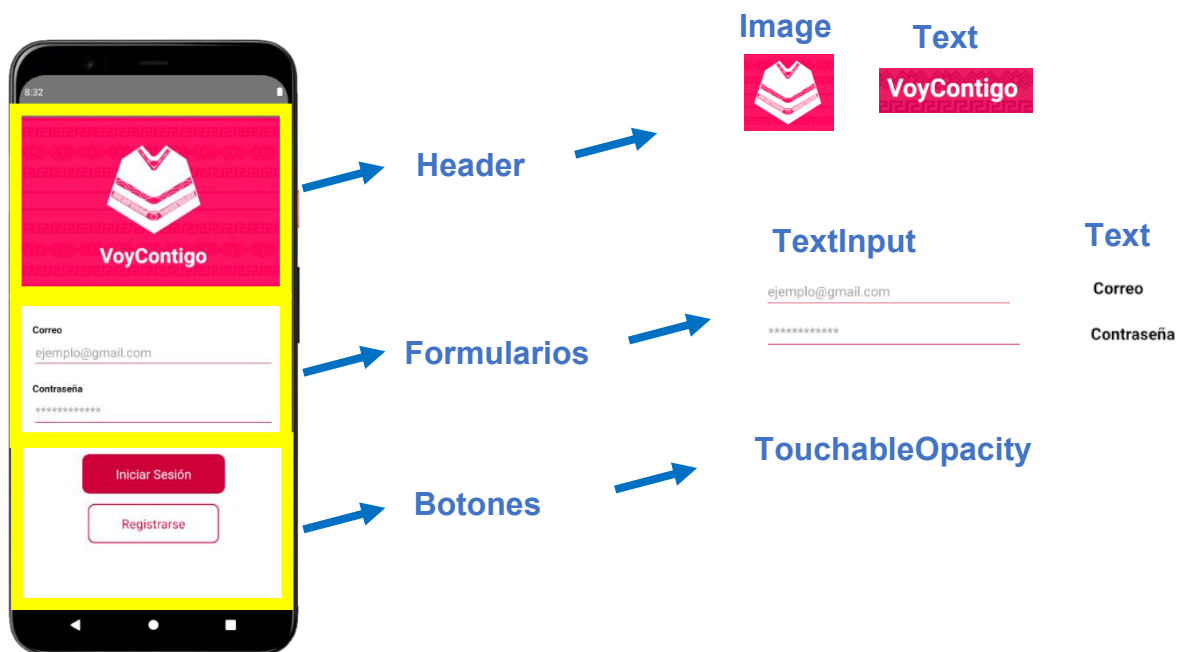 8:32
VoyContigo
Correo
ejemplo@gmail.com
Contraseña
************
Iniciar Sesión
Registrarse
Header
Formularios
Botones
Image
Text
VoyContigo
TextInput
Text
ejemplo@gmail.com
Correo
************
Contraseña
TouchableOpacity